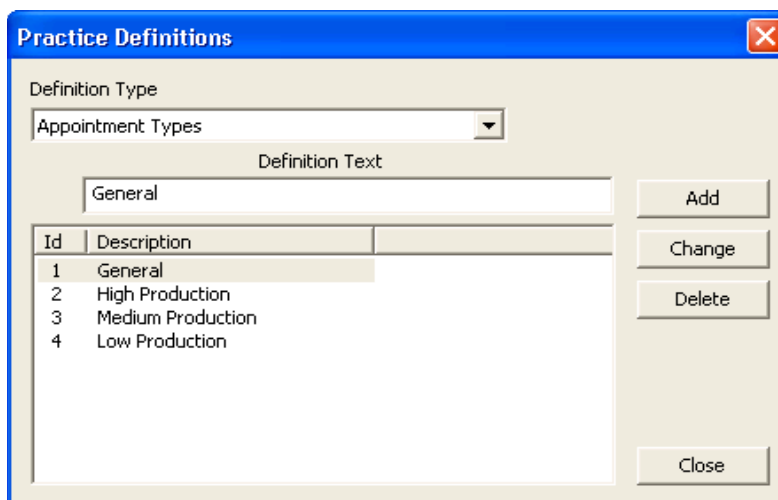 Practice Definitions
Definition Type
Appointment Types
Definition Text
General
Add
Id Description
Change
1 General
2 High Production
Delete
3 Medium Production
4 Low Production
Close